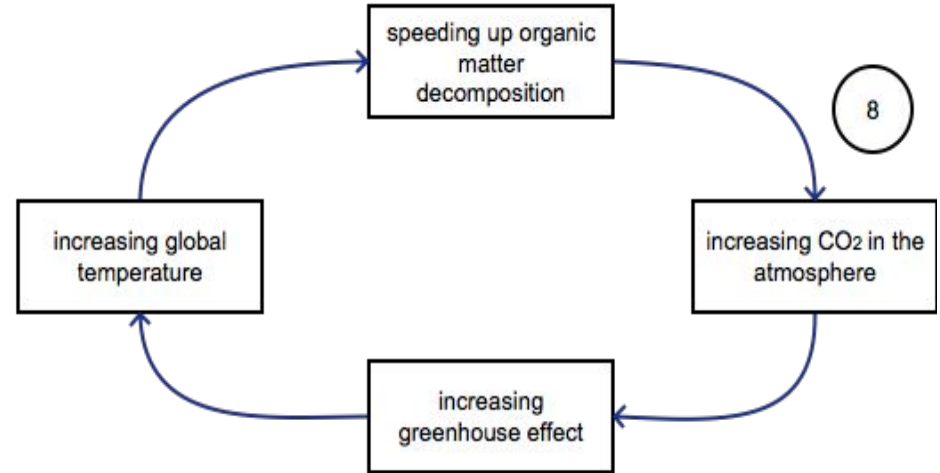 speeding up organic
matter
decomposition
8
increasing global
temperature
increasing CO2 in the
atmosphere
increasing
greenhouse effect